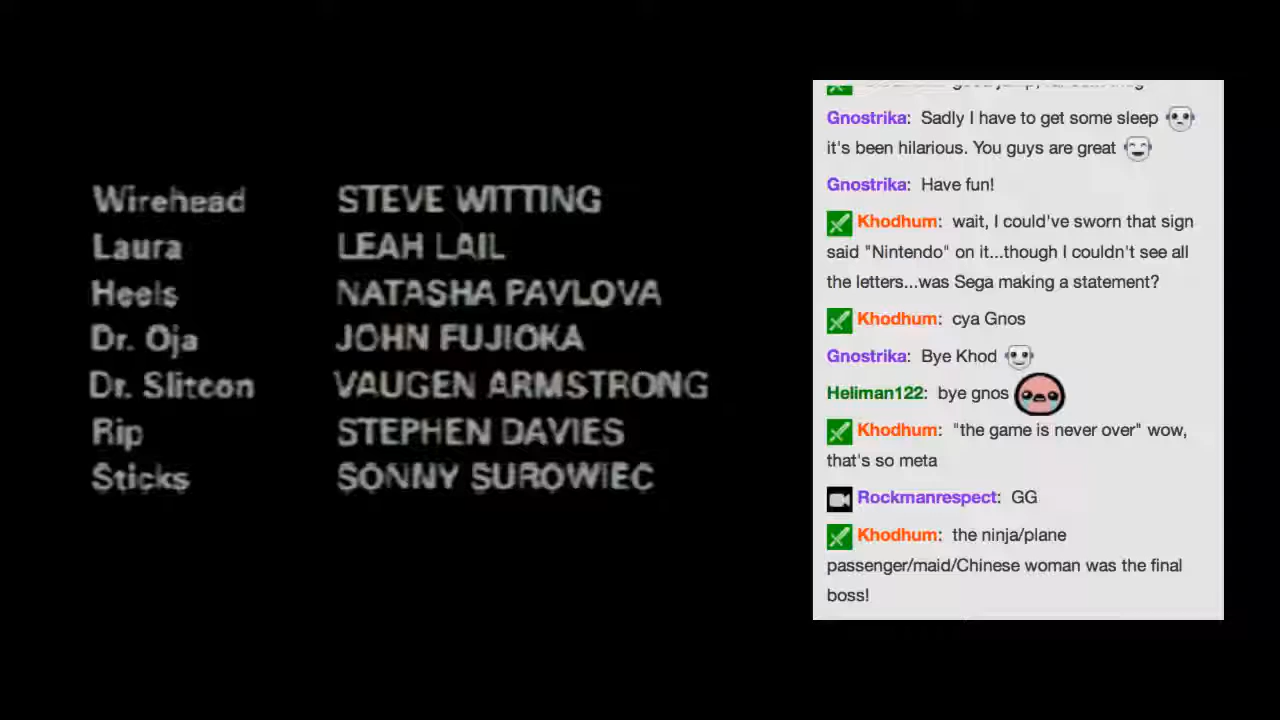 Wirehead STEVE WITTING
Laura LEAH LAIL
Heels NATASHA PAVLOVA
Dr. Oja JOHN FUJIOKA
Dr. Slitcon VAUGEN ARMSTRONG
Rip STEPHEN DAVIES
Sticks SONNY SUROWIEC
Gnostrika: Sadly I have to get some sleep
it's been hilarious. You guys are great
Gnostrika: Have fun!
Khodhum: wait, I could've sworn that sign
said "Nintendo" on it...though I couldn't see all
the letters...was Sega making a statement?
Khodhum: cya Gnos
Gnostrika: Bye Khod
Heliman122: bye gnos
Khodhum: "the game is never over" wow,
that's so meta
Rockmanrespect: GG
Khodhum: the ninja/plane
passenger/maid/Chinese woman was the final
boss!